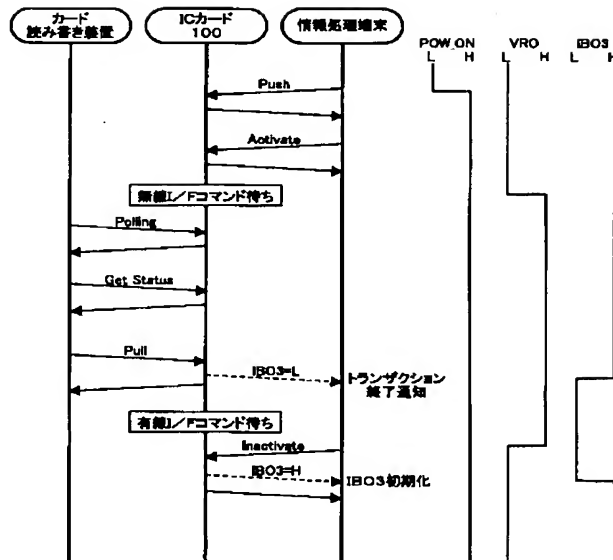 カード
読み書き装置
ICカード
100
情報処理端末
POW_ON
L H
VRO
L H
IBO3
L H
Push
Activate
無線I/Fコマンド待ち
Polling
Get Status
Pull
IBO3=L
トランザクション
終了通知
有線I/Fコマンド待ち
Inactivate
IBO3=H
IBO3初期化